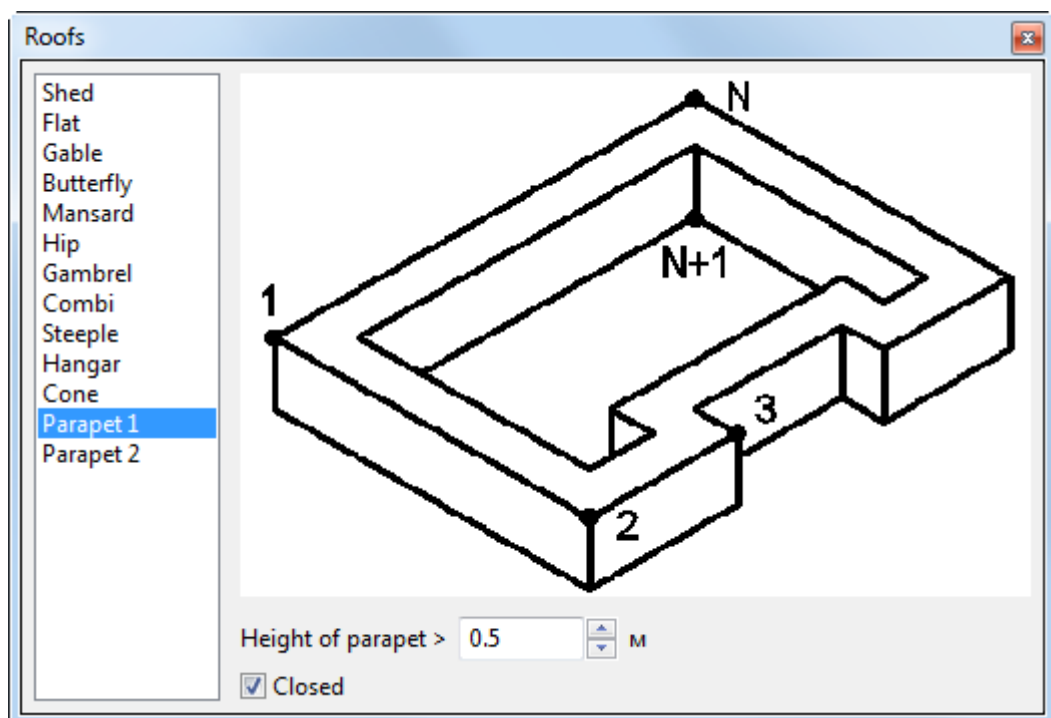 Roofs
Shed
Flat
Gable
Butterfly
Mansard
Hip
Gambrel
Combi
Steeple
Hangar
Cone
Parapet 1
Parapet 2
N
N+1
1
3
2
Height of parapet > 0.5 м
Closed